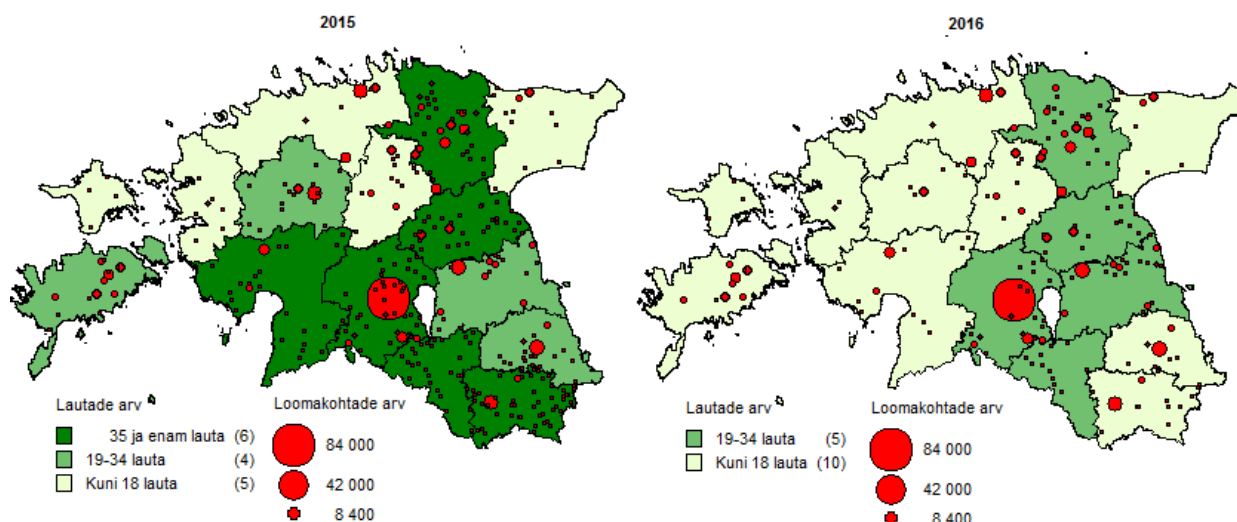 2015
2016
Lautade arv
35 ja enam lauta (6)
19-34 lauta (4)
Kuni 18 lauta (5)
Loomakohtade arv
84 000
42 000
8 400
Lautade arv
19-34 lauta (5)
Kuni 18 lauta (10)
Loomakohtade arv
84 000
42 000
8 400